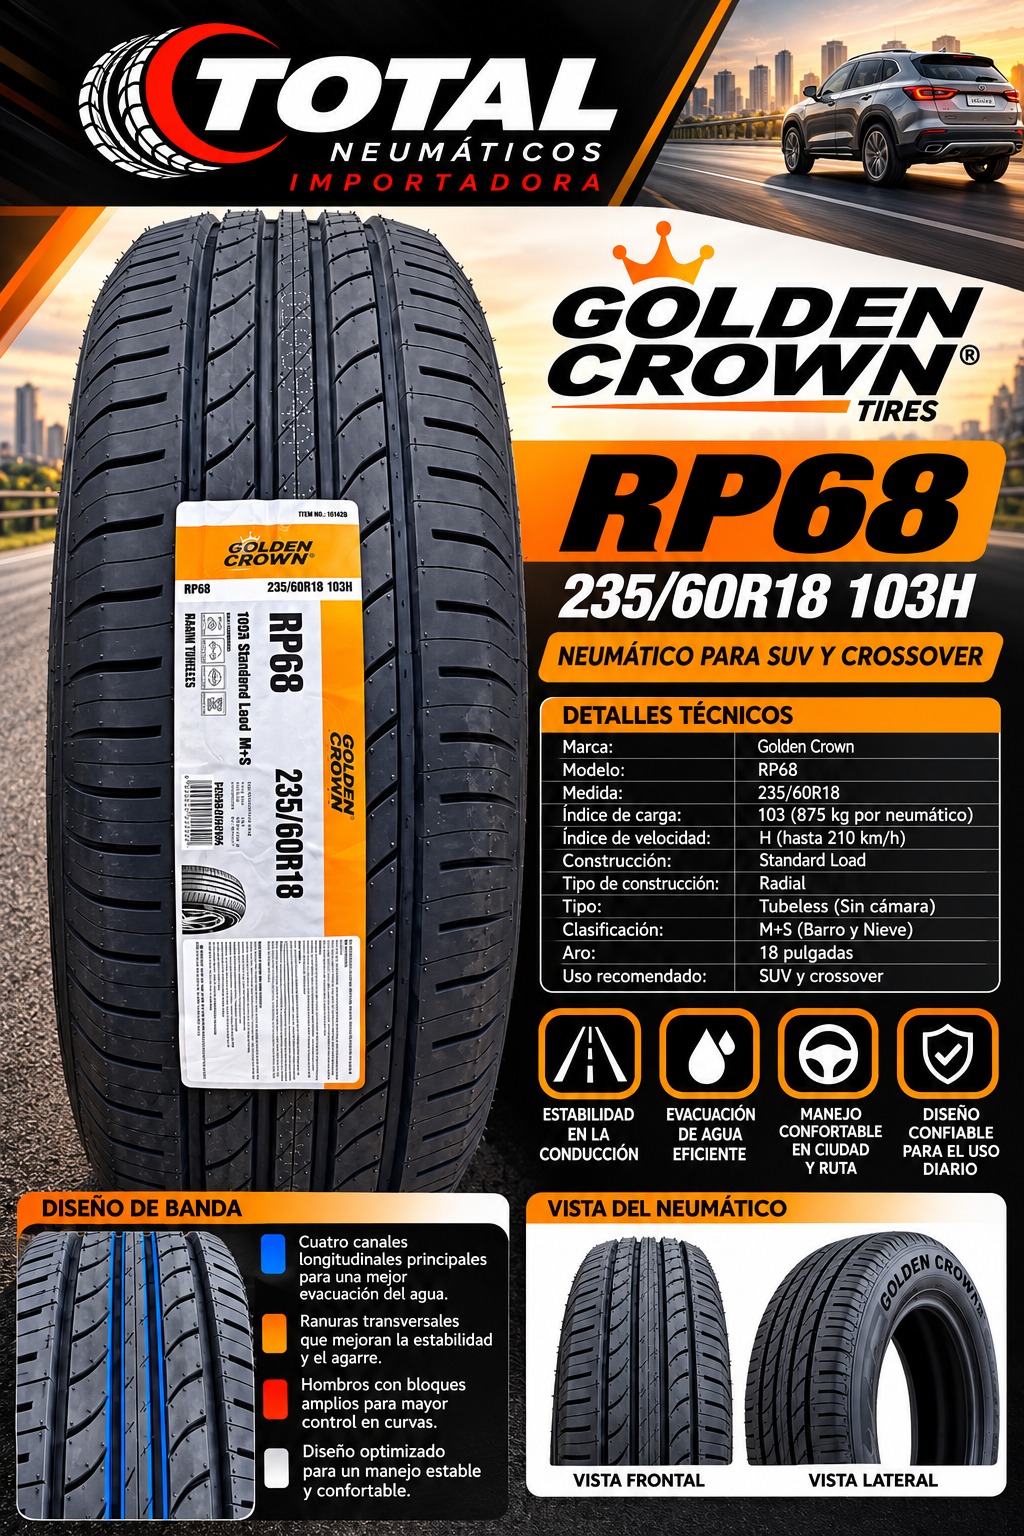 TOTAL
NEUMÁTICOS
IMPORTADORA
GOLDEN
CROWN®
TIRES
RP68
235/60R18 103H
NEUMÁTICO PARA SUV Y CROSSOVER
DETALLES TÉCNICOS
Marca: Golden Crown
Modelo: RP68
Medida: 235/60R18
Índice de carga: 103 (875 kg por neumático)
Índice de velocidad: H (hasta 210 km/h)
Construcción: Standard Load
Tipo de construcción: Radial
Tipo: Tubeless (Sin cámara)
Clasificación: M+S (Barro y Nieve)
Aro: 18 pulgadas
Uso recomendado: SUV y crossover
ESTABILIDAD
EN LA
CONDUCCIÓN
EVACUACIÓN
DE AGUA
EFICIENTE
MANEJO
CONFORTABLE
EN CIUDAD
Y RUTA
DISEÑO
CONFIABLE
PARA EL USO
DIARIO
ITEM NO.: 16142B
GOLDEN
CROWN®
RP68 235/60R18 103H
RP68 235/60R18
Standard Load M+S
GOLDEN
CROWN
DISEÑO DE BANDA
Cuatro canales
longitudinales principales
para una mejor
evacuación del agua.
Ranuras transversales
que mejoran la estabilidad
y el agarre.
Hombros con bloques
amplios para mayor
control en curvas.
Diseño optimizado
para un manejo estable
y confortable.
VISTA DEL NEUMÁTICO
GOLDEN CROWN
VISTA FRONTAL
VISTA LATERAL